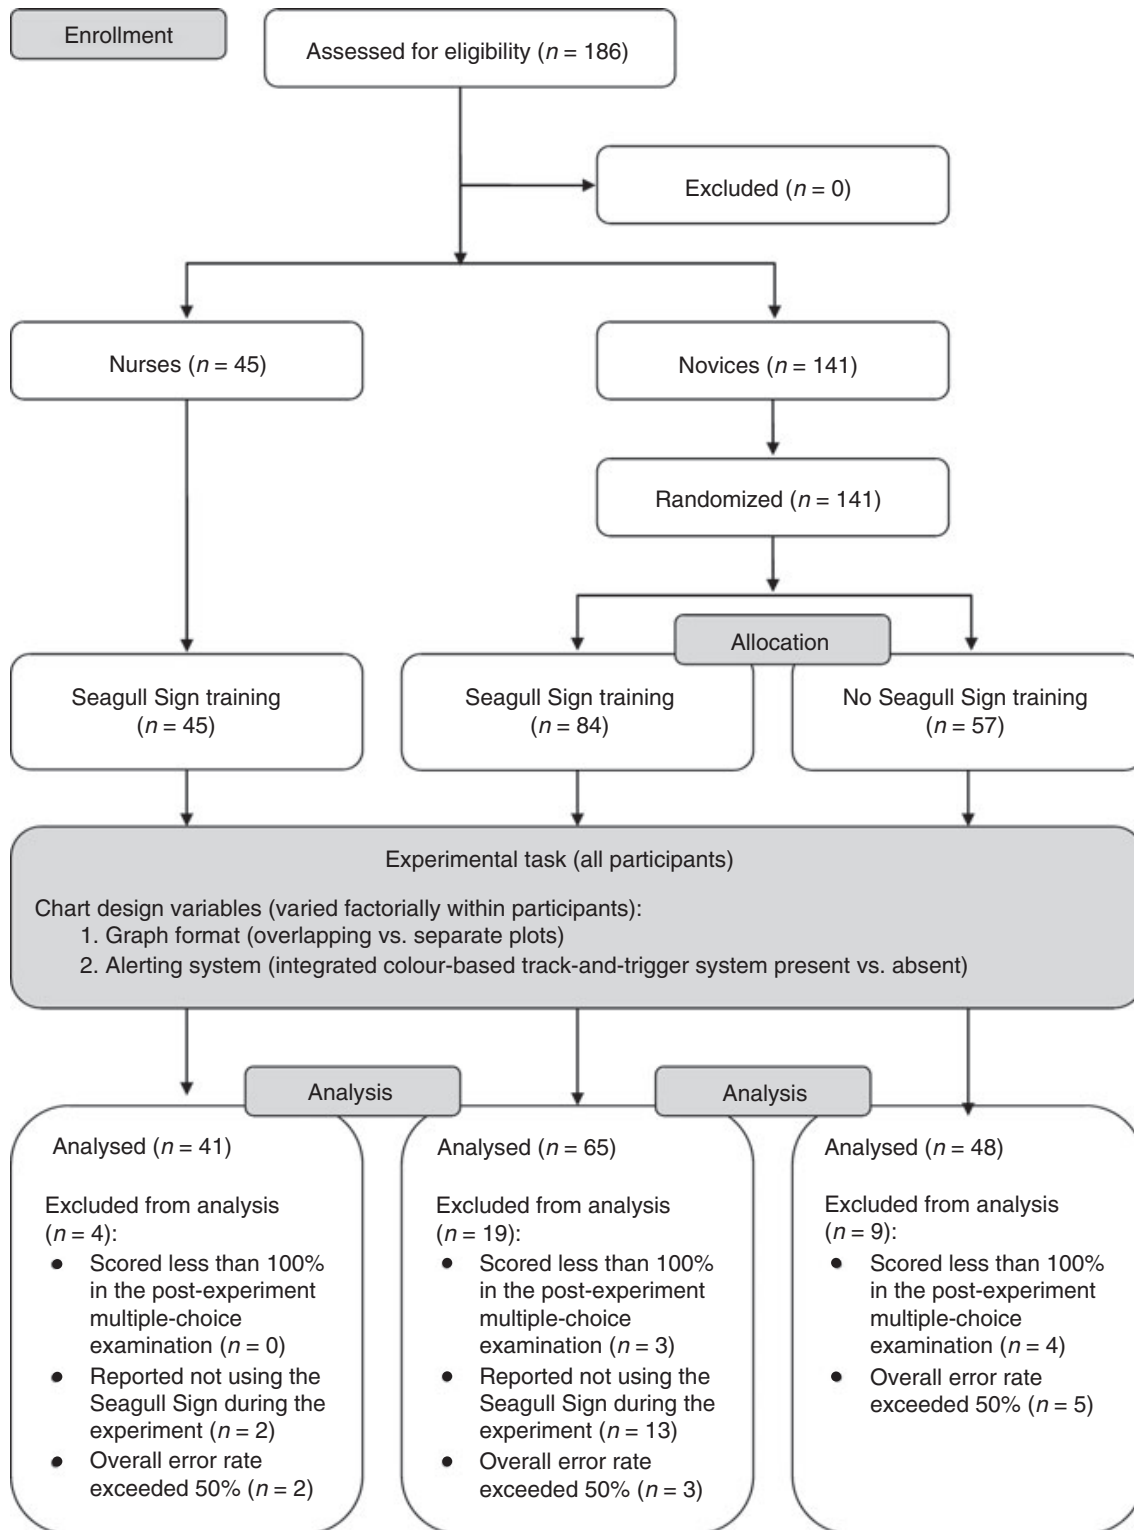 Enrollment
Assessed for eligibility (n = 186)
Excluded (n = 0)
Nurses (n = 45)
Novices (n = 141)
Randomized (n = 141)
Allocation
Seagull Sign training
(n = 45)
Seagull Sign training
(n = 84)
No Seagull Sign training
(n = 57)
Experimental task (all participants)
Chart design variables (varied factorially within participants):
1. Graph format (overlapping vs. separate plots)
2. Alerting system (integrated colour-based track-and-trigger system present vs. absent)
Analysis
Analysis
Analysed (n = 41)
Excluded from analysis
(n = 4):
● Scored less than 100%
in the post-experiment
multiple-choice
examination (n = 0)
● Reported not using the
Seagull Sign during the
experiment (n = 2)
● Overall error rate
exceeded 50% (n = 2)
Analysed (n = 65)
Excluded from analysis
(n = 19):
● Scored less than 100%
in the post-experiment
multiple-choice
examination (n = 3)
● Reported not using the
Seagull Sign during the
experiment (n = 13)
● Overall error rate
exceeded 50% (n = 3)
Analysed (n = 48)
Excluded from analysis
(n = 9):
● Scored less than 100%
in the post-experiment
multiple-choice
examination (n = 4)
● Overall error rate
exceeded 50% (n = 5)